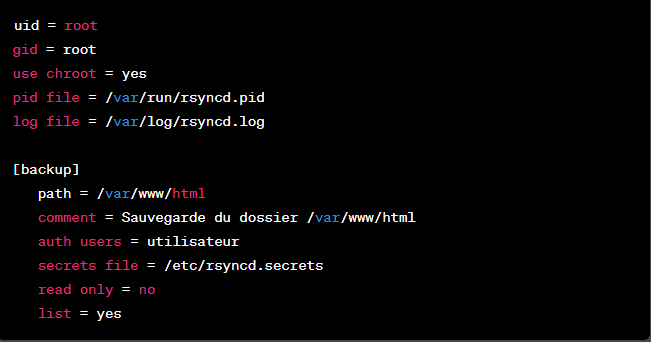 uid = root
gid = root
use chroot = yes
pid file = /var/run/rsyncd.pid
log file = /var/log/rsyncd.log
[backup]
path = /var/www/html
comment = Sauvegarde du dossier /var/www/html
auth users = utilisateur
secrets file = /etc/rsyncd.secrets
read only = no
list = yes